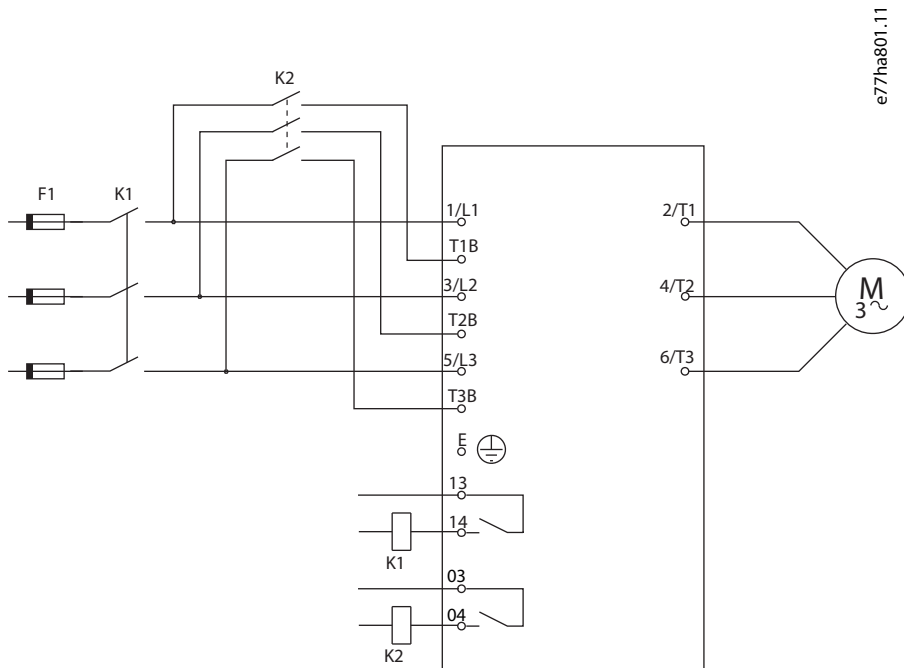 e77ha801.11
K2
F1
K1
1/L1
2/T1
T1B
3/L2
4/T2
M
3~
T2B
5/L3
6/T3
T3B
E
13
14
K1
03
04
K2